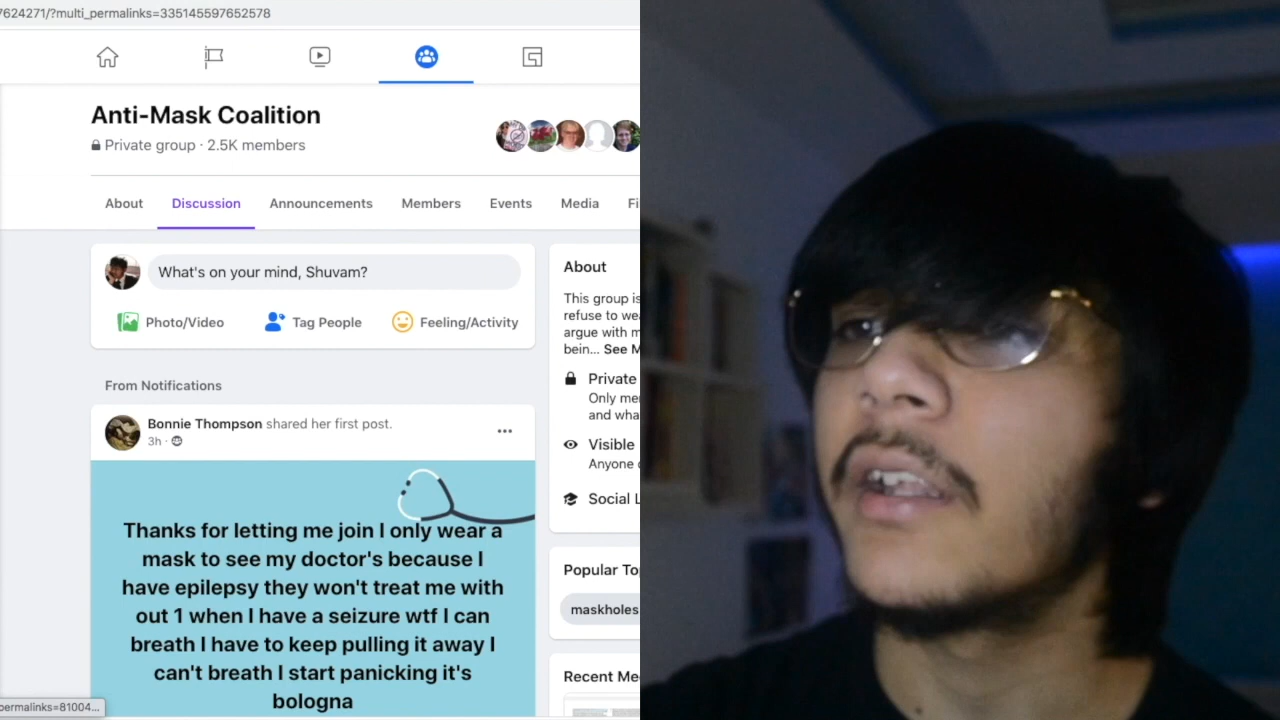 7624271/?multi_permalinks=335145597652578
Anti-Mask Coalition
Private group · 2.5K members
About Discussion Announcements Members Events Media Fi
What's on your mind, Shuvam?
Photo/Video Tag People Feeling/Activity
From Notifications
Bonnie Thompson shared her first post.
3h ·
Thanks for letting me join I only wear a
mask to see my doctor's because I
have epilepsy they won't treat me with
out 1 when I have a seizure wtf I can
breath I have to keep pulling it away I
can't breath I start panicking it's
bologna
About
This group is
refuse to wea
argue with m
bein... See M
Private
Only me
and wha
Visible
Anyone c
Social L
Popular To
maskholes
Recent Me
permalinks=81004...